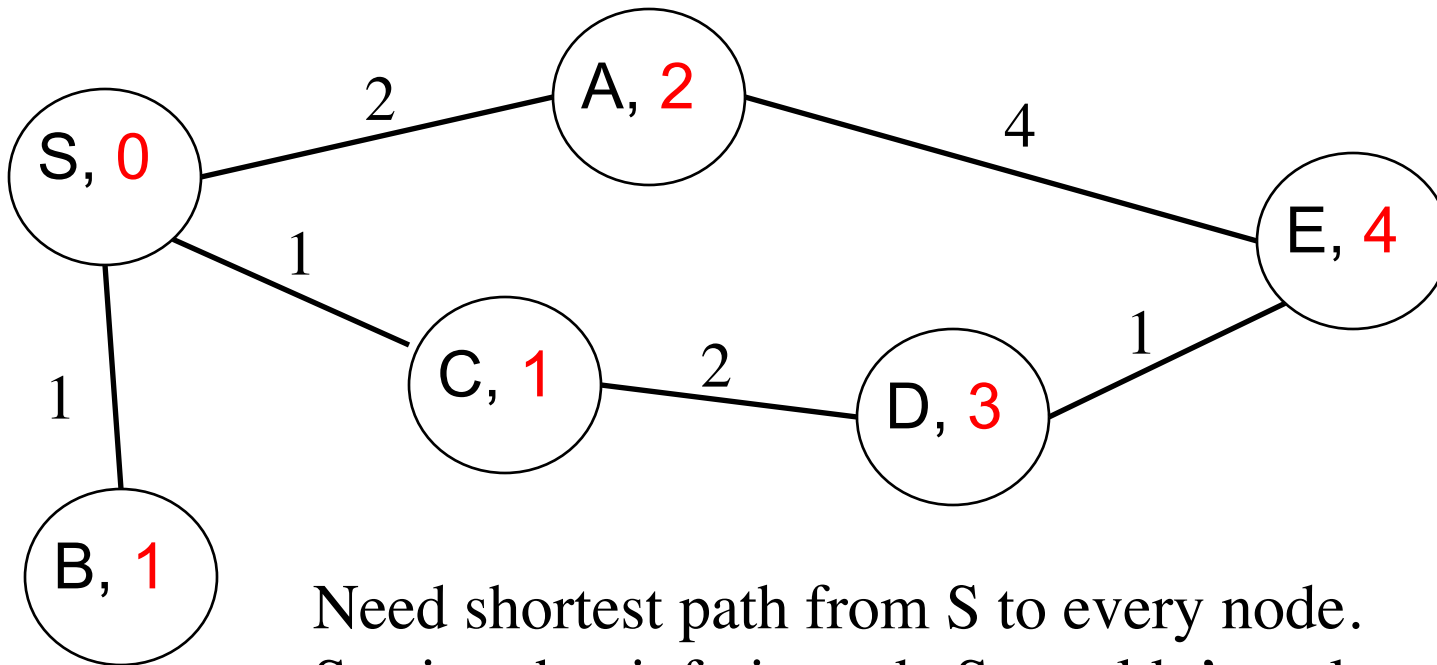 2
A, 2
4
S, 0
1
E, 4
C, 1
2
1
D, 3
1
B, 1
Need shortest path from S to every node.